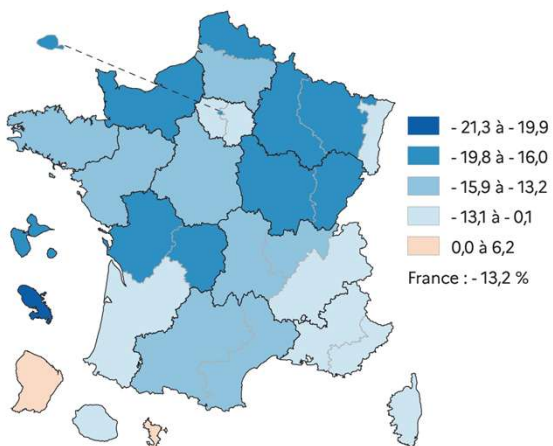 - 21,3 à - 19,9
- 19,8 à - 16,0
- 15,9 à - 13,2
- 13,1 à - 0,1
0,0 à 6,2
France : - 13,2 %